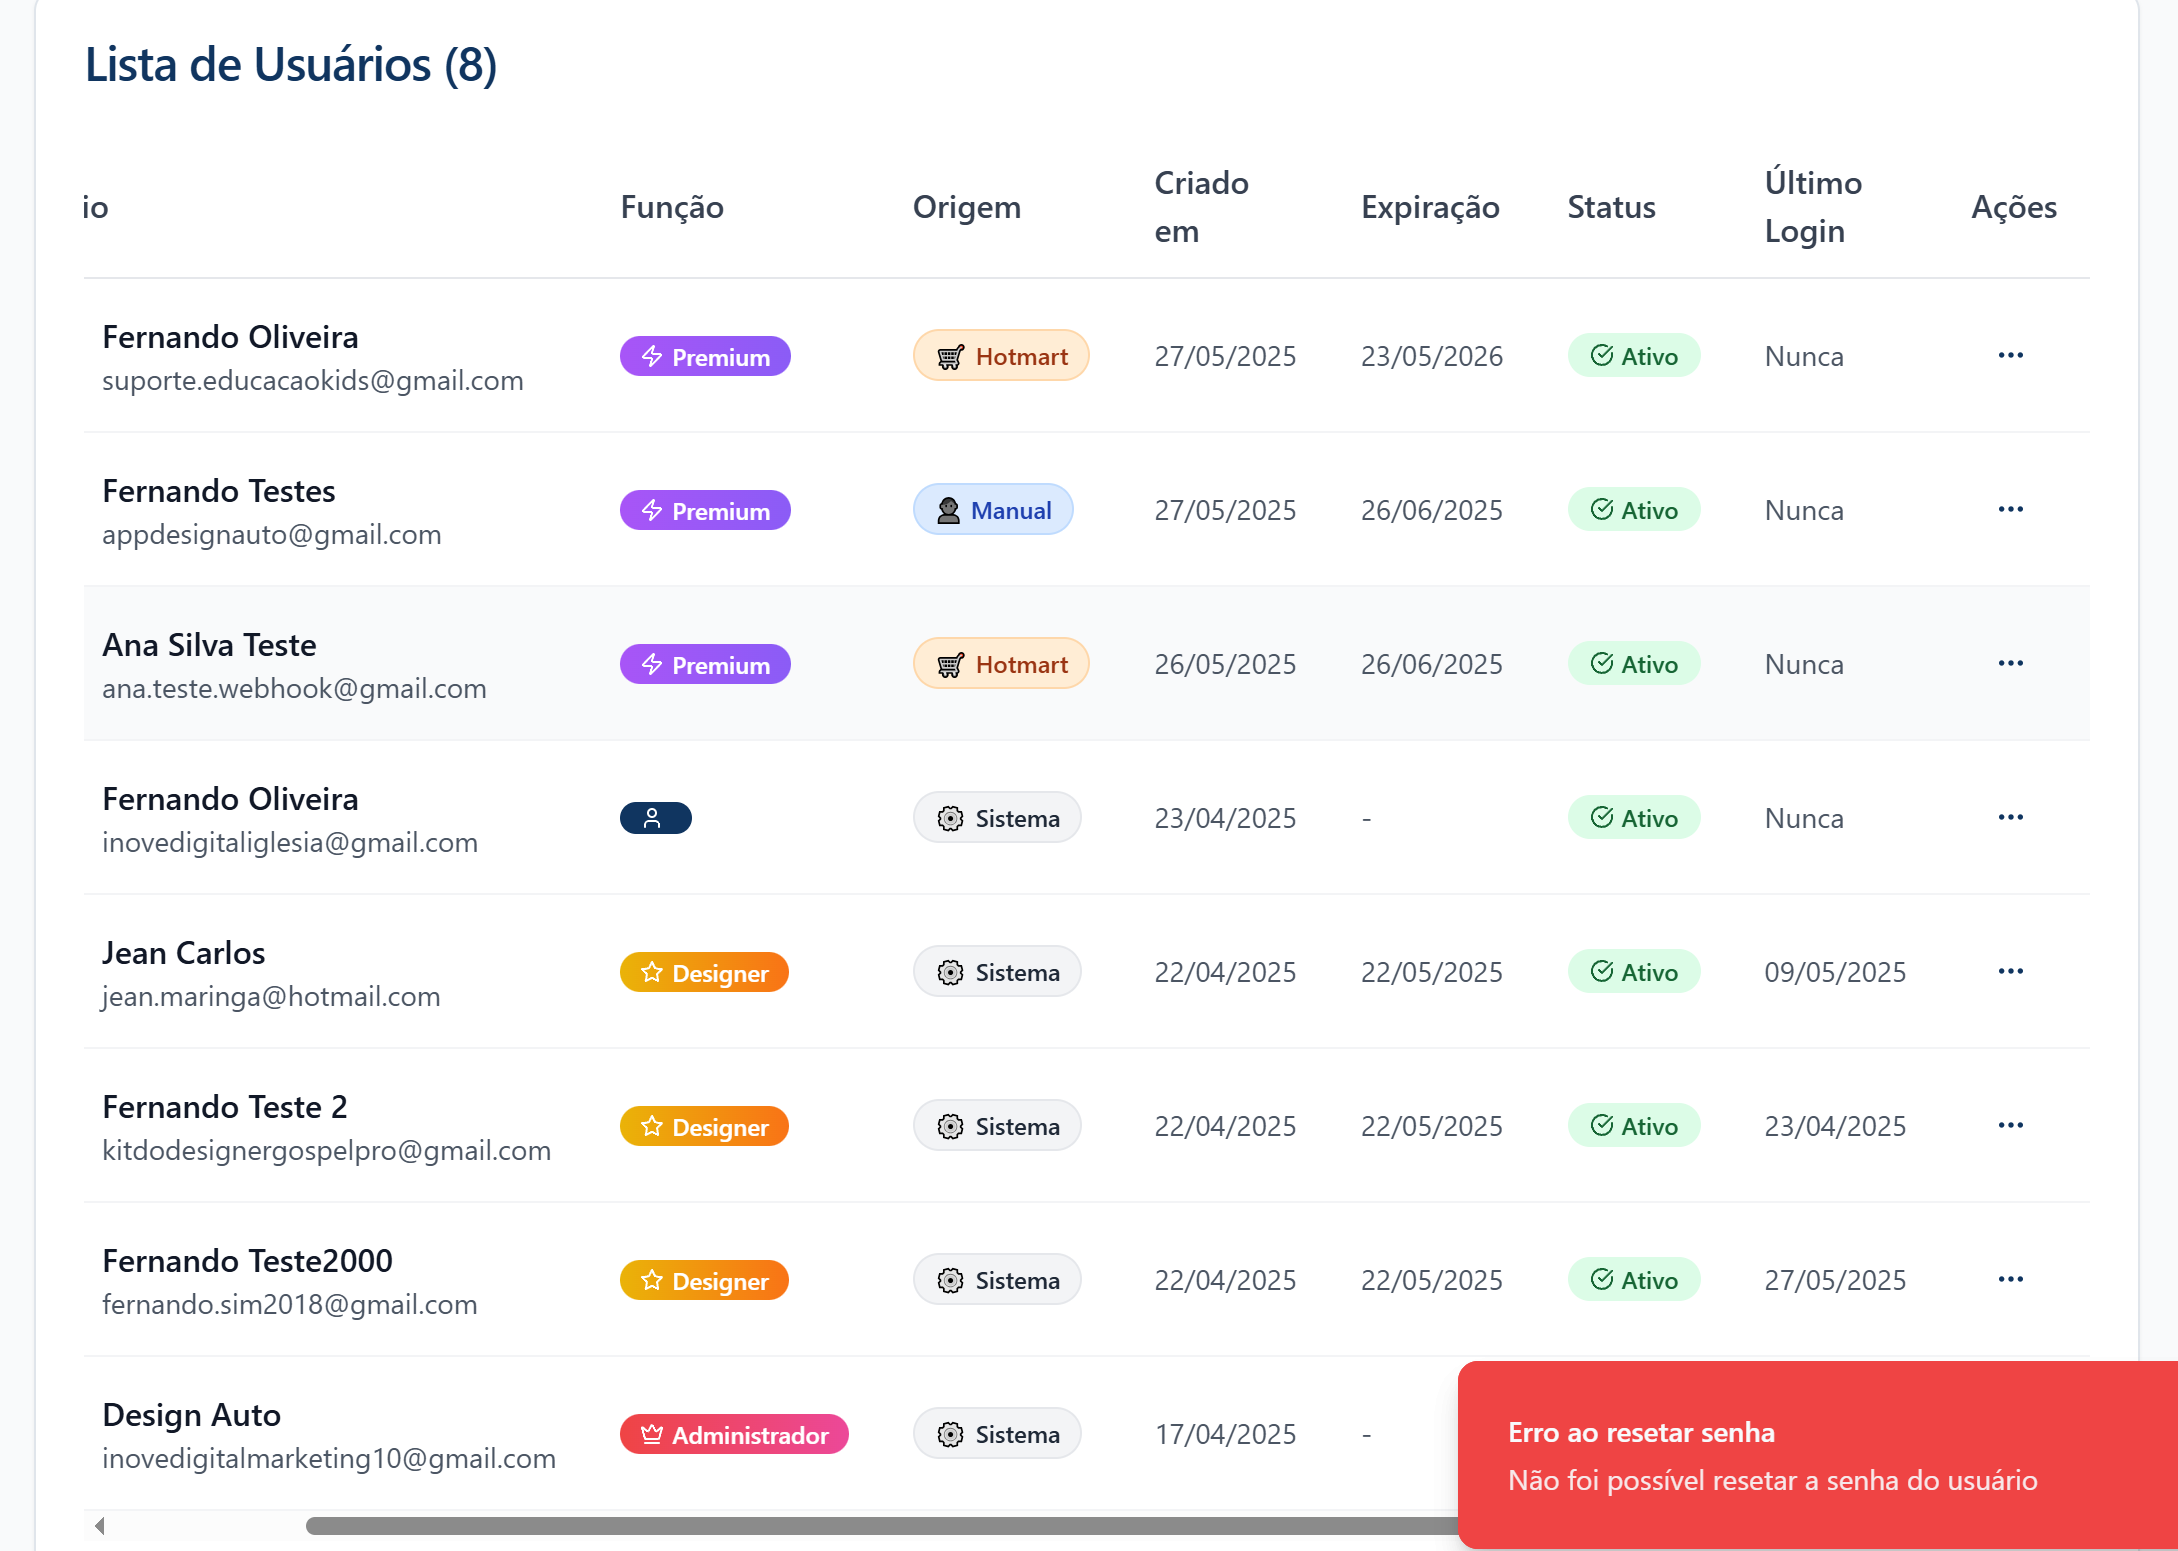 Lista de Usuários (8)
io Função Origem Criado em Expiração Status Último Login Ações
Fernando Oliveira
suporte.educacaokids@gmail.com
Premium Hotmart 27/05/2025 23/05/2026 Ativo Nunca ...
Fernando Testes
appdesignauto@gmail.com
Premium Manual 27/05/2025 26/06/2025 Ativo Nunca ...
Ana Silva Teste
ana.teste.webhook@gmail.com
Premium Hotmart 26/05/2025 26/06/2025 Ativo Nunca ...
Fernando Oliveira
inovedigitaliglesia@gmail.com
Sistema 23/04/2025 - Ativo Nunca ...
Jean Carlos
jean.maringa@hotmail.com
Designer Sistema 22/04/2025 22/05/2025 Ativo 09/05/2025 ...
Fernando Teste 2
kitdodesignergospelpro@gmail.com
Designer Sistema 22/04/2025 22/05/2025 Ativo 23/04/2025 ...
Fernando Teste2000
fernando.sim2018@gmail.com
Designer Sistema 22/04/2025 22/05/2025 Ativo 27/05/2025 ...
Design Auto
inovedigitalmarketing10@gmail.com
Administrador Sistema 17/04/2025 -
Erro ao resetar senha
Não foi possível resetar a senha do usuário